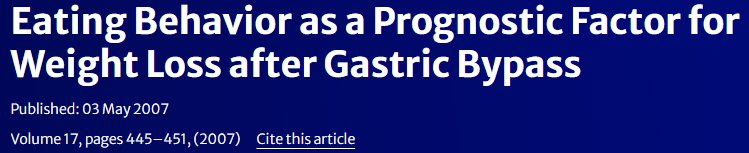 Eating Behavior as a Prognostic Factor for
Weight Loss after Gastric Bypass
Published: 03 May 2007
Volume 17, pages 445–451, (2007) Cite this article